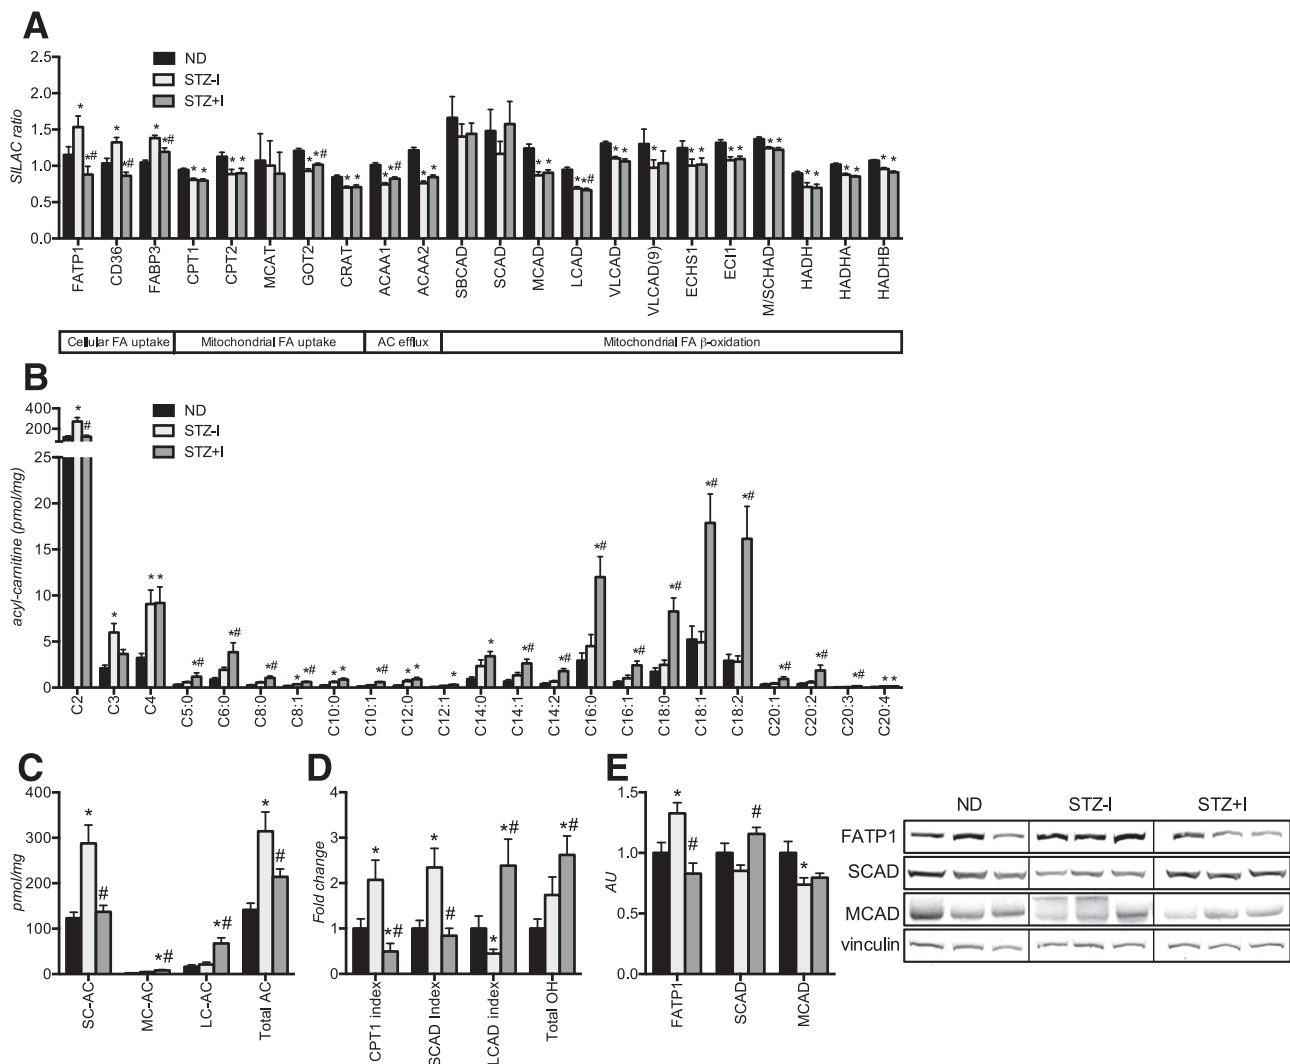 A
2.5
2.0
1.5
1.0
0.5
0.0
SILAC ratio
ND
STZ-I
STZ+I
* *# * *# * *# * * * * * *# * * * *# * * * * * *# * * * * * * * * * * * * * *
FATP1 CD36 FABP3 CPT1 CPT2 MCAT GOT2 CRAT ACAA1 ACAA2 SBCAD SCAD MCAD LCAD VLCAD VLCAD(9) ECHS1 ECI1 M/SCHAD HADH HADHA HADHB
Cellular FA uptake Mitochondrial FA uptake AC efflux Mitochondrial FA β-oxidation
B
400
200
25
20
15
10
5
0
acyl-carnitine (pmol/mg)
ND
STZ-I
STZ+I
* # * * * *# *# *# * *# * * *# * * * * *# *# *# *# *# *# *# *# *# *# * *
C2 C3 C4 C5:0 C6:0 C8:0 C8:1 C10:0 C10:1 C12:0 C12:1 C14:0 C14:1 C14:2 C16:0 C16:1 C18:0 C18:1 C18:2 C20:1 C20:2 C20:3 C20:4
C
400
300
200
100
0
pmol/mg
* # *# *# * #
SC-AC MC-AC LC-AC Total AC
D
4
3
2
1
0
Fold change
* *# * # * *# *#
CPT1 index SCAD Index LCAD index Total OH
E
1.5
1.0
0.5
0.0
AU
* # # *
FATP1 SCAD MCAD
ND STZ-I STZ+I
FATP1
SCAD
MCAD
vinculin